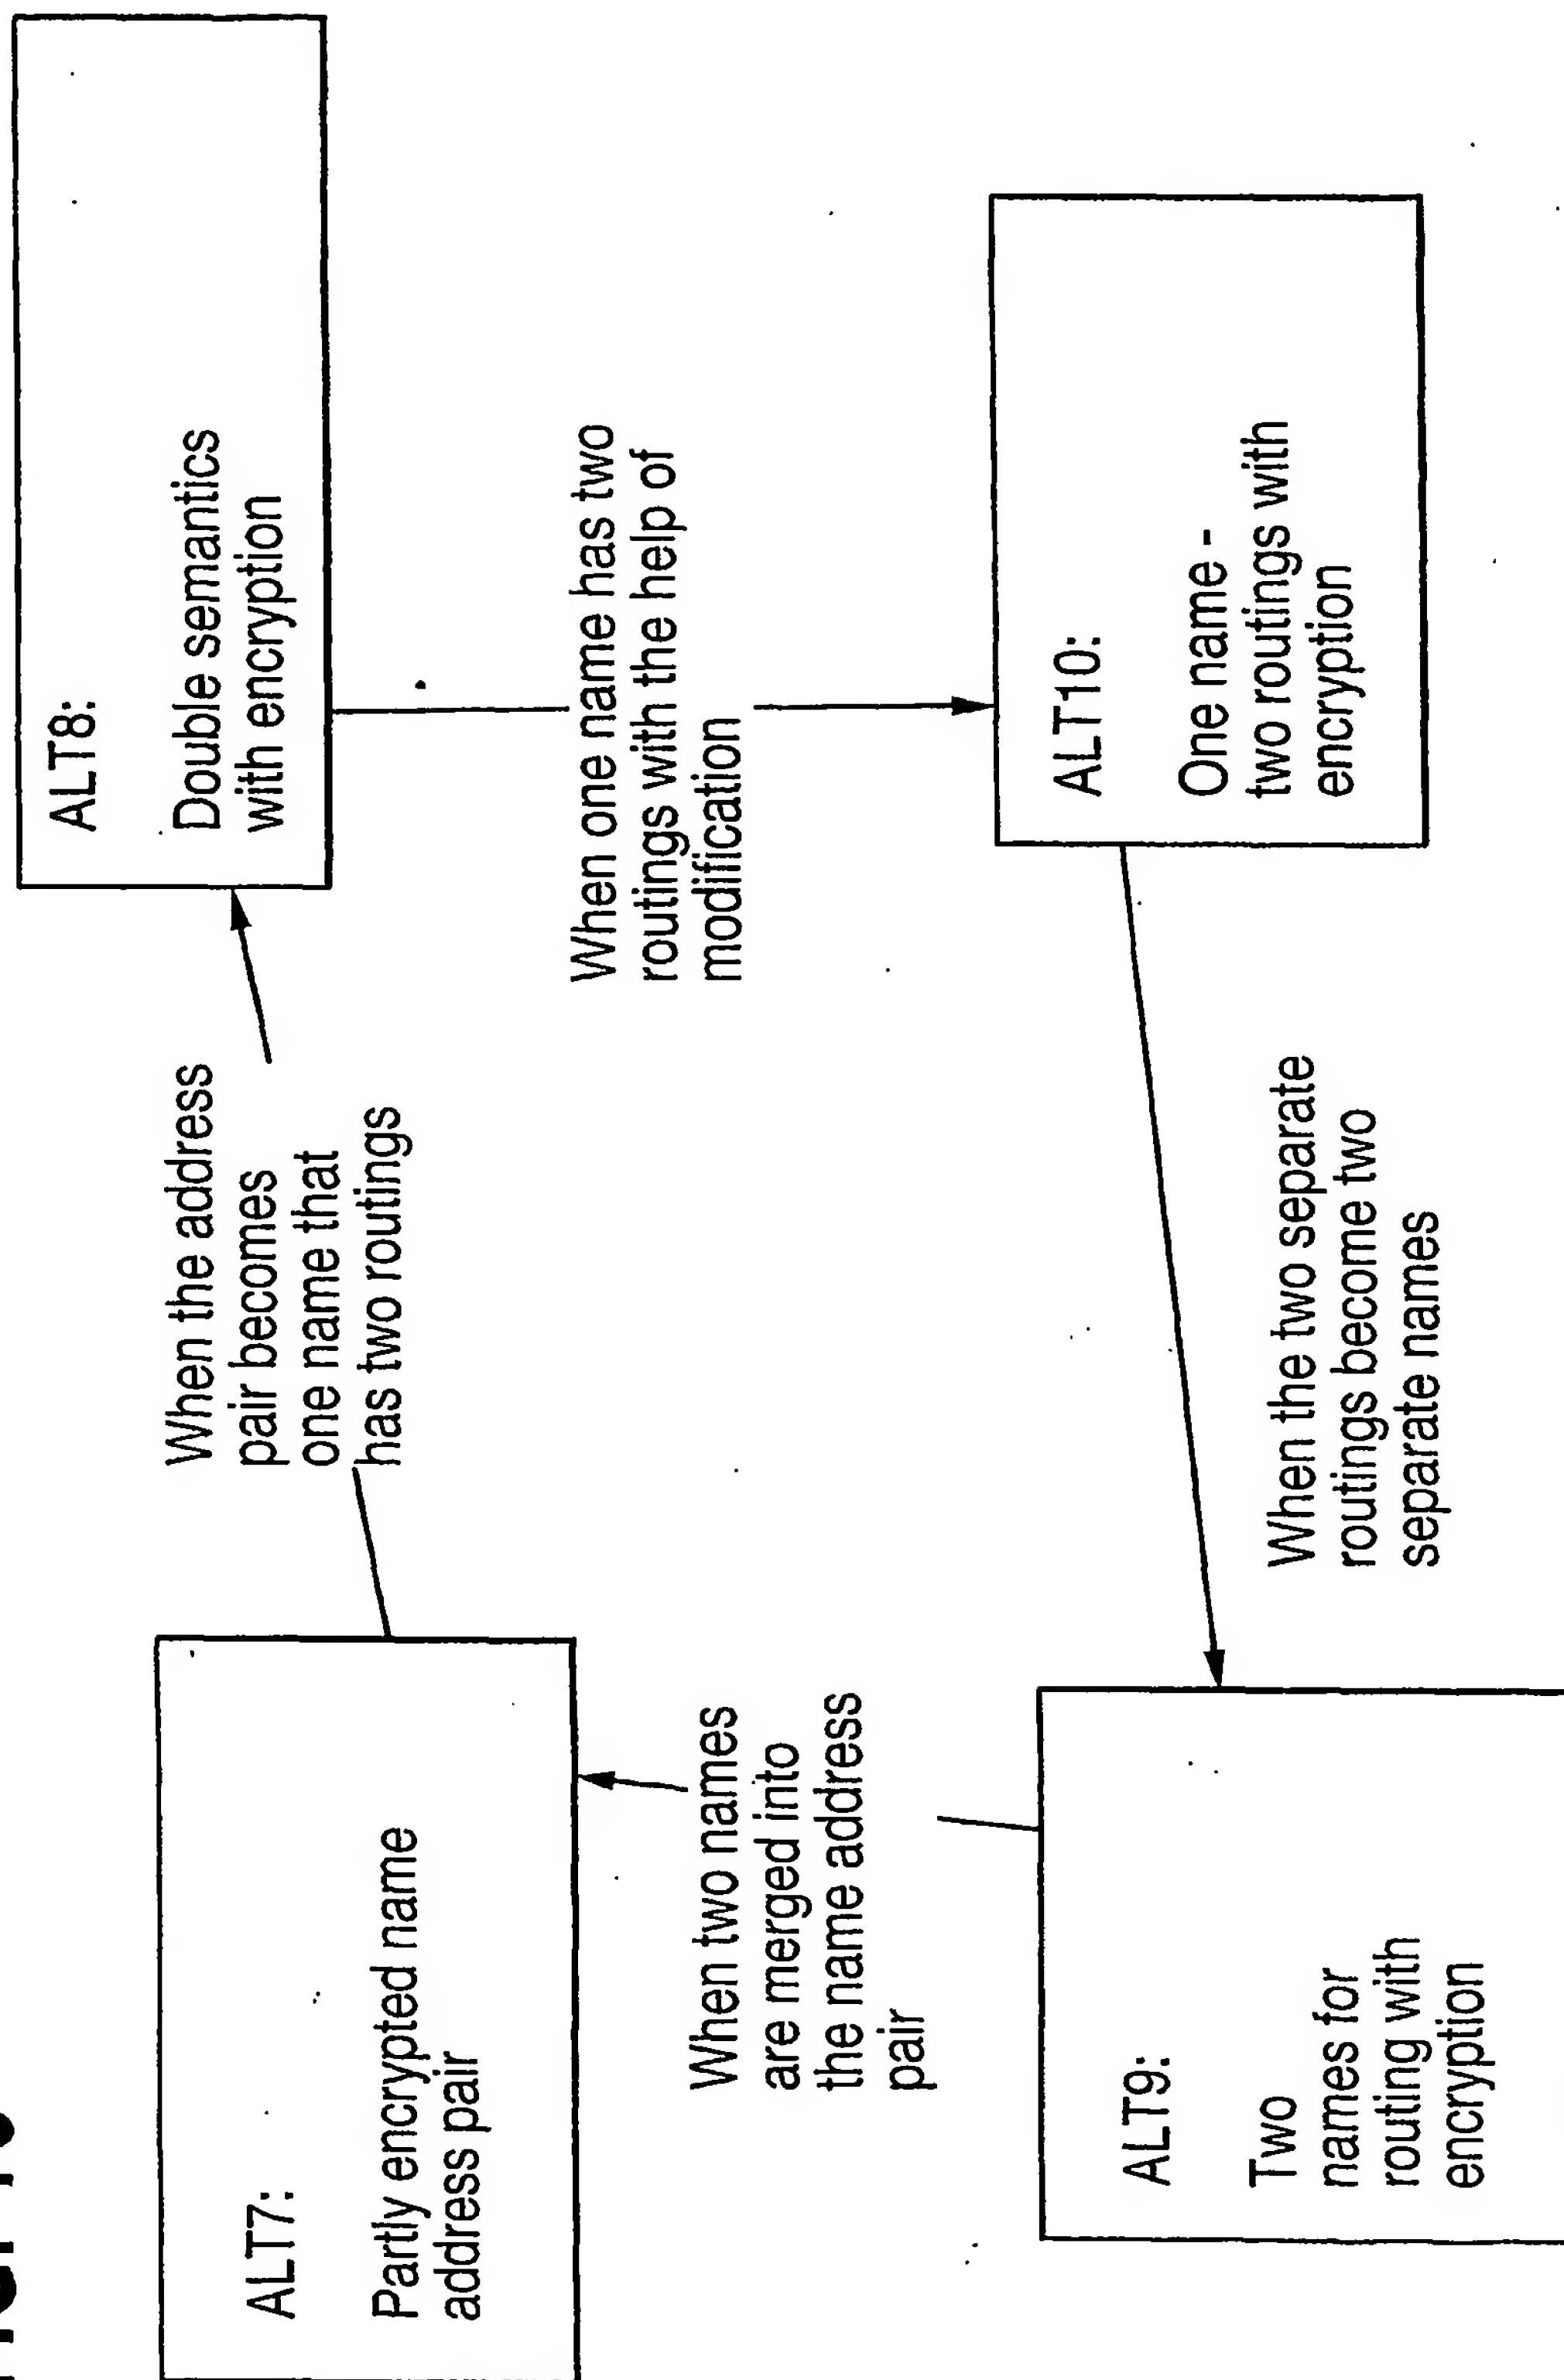 ALT7:
Partly encrypted name
address pair
When the address
pair becomes
one name that
has two routings
ALT8:
Double semantics
with encryption
When two names
are merged into
the name address
pair
When one name has two
routings with the help of
modification
ALT9:
Two
names for
routing with
encryption
When the two separate
routings become two
separate names
ALT10:
One name -
two routings with
encryption